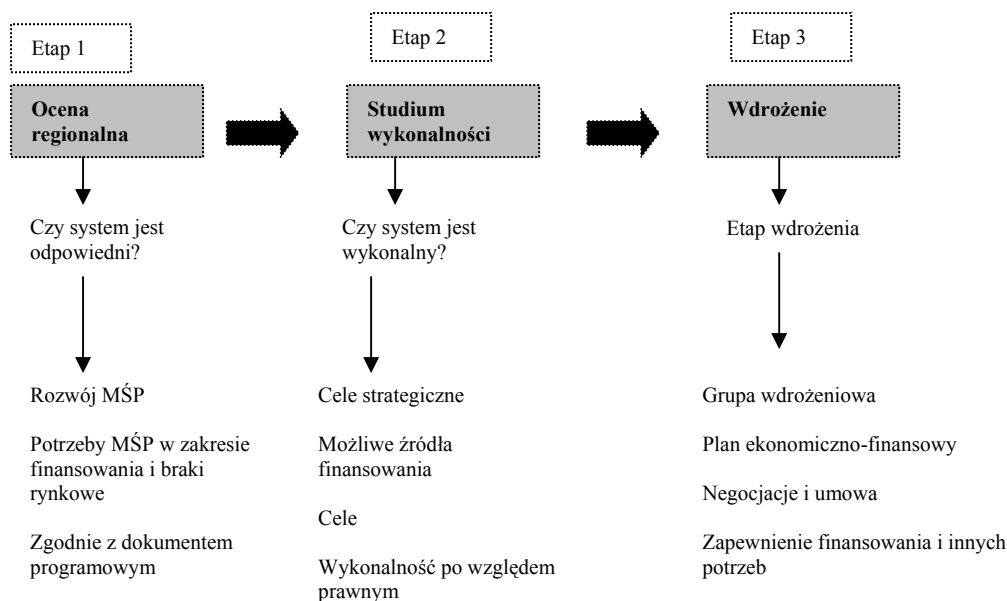 Etap 1
Etap 2
Etap 3
Ocena
regionalna
Studium
wykonalności
Wdrożenie
Czy system jest
odpowiedni?
Czy system jest
wykonalny?
Etap wdrożenia
Rozwój MŚP
Potrzeby MŚP w zakresie
finansowania i braki
rynkowe
Zgodnie z dokumentem
programowym
Cele strategiczne
Możliwe źródła
finansowania
Cele
Wykonalność po względem
prawnym
Grupa wdrożeniowa
Plan ekonomiczno-finansowy
Negocjacje i umowa
Zapewnienie finansowania i innych
potrzeb